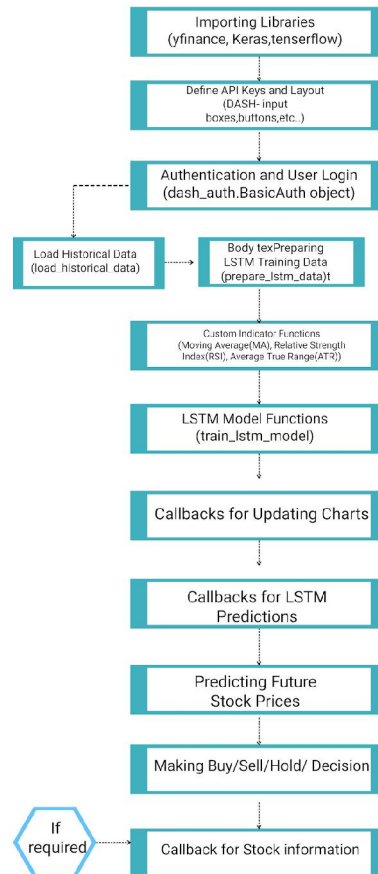 Importing Libraries
(yfinance, Keras,tenserflow)
Define API Keys and Layout
(DASH- input
boxes,buttons,etc..)
Authentication and User Login
(dash_auth.BasicAuth object)
Load Historical Data
(load_historical_data)
Body texPreparing
LSTM Training Data
(prepare_lstm_data)t
Custom Indicator Functions
(Moving Average(MA), Relative Strength
Index(RSI), Average True Range(ATR))
LSTM Model Functions
(train_lstm_model)
Callbacks for Updating Charts
Callbacks for LSTM
Predictions
Predicting Future
Stock Prices
Making Buy/Sell/Hold/ Decision
If
required
Callback for Stock information